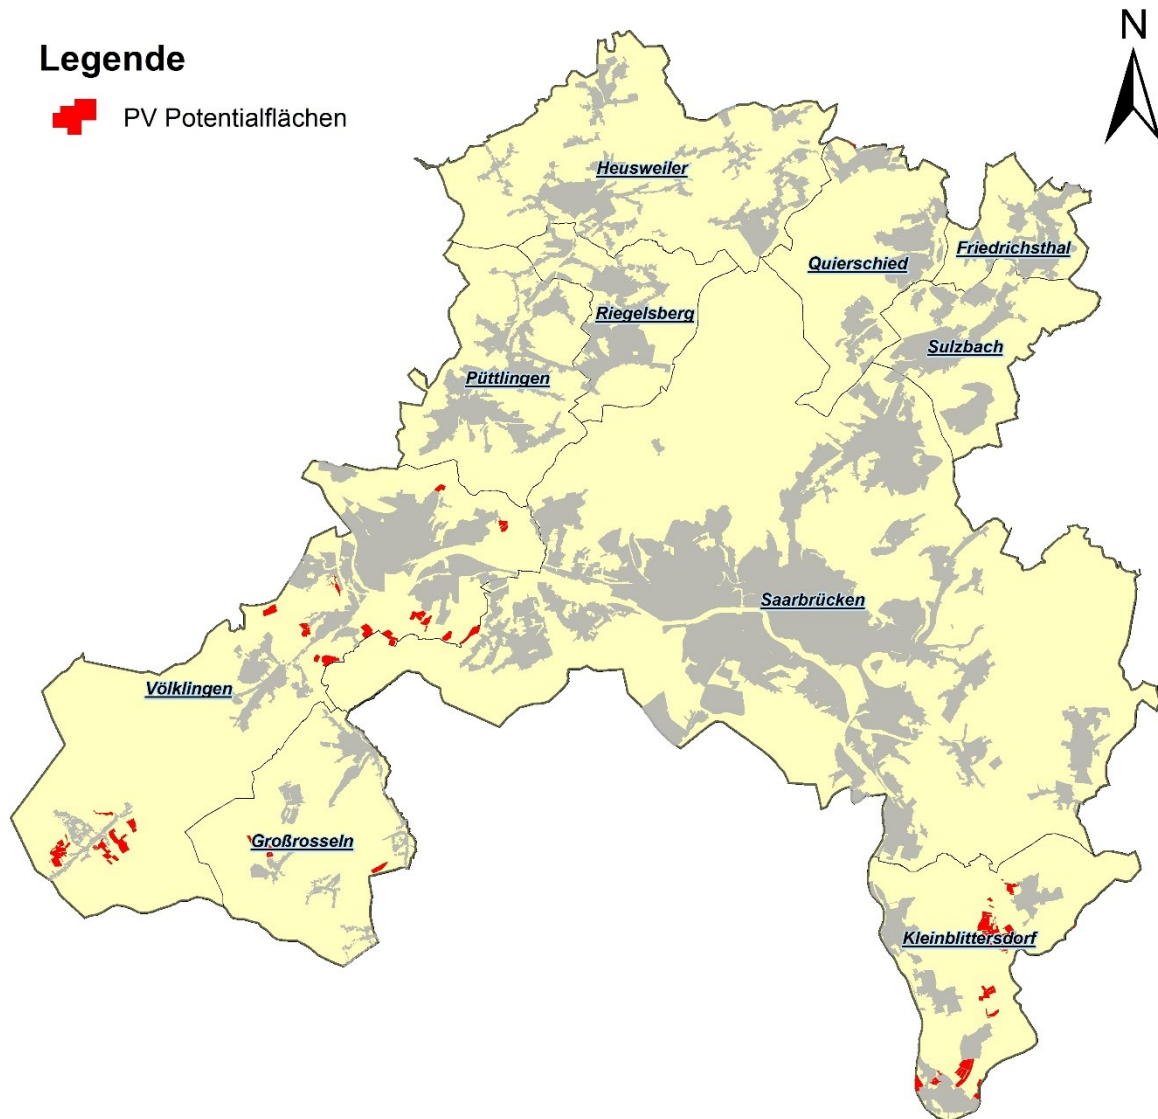 N
Legende
PV Potentialflächen
Heusweiler
Friedrichsthal
Quierschied
Riegelsberg
Sulzbach
Püttlingen
Saarbrücken
Völklingen
Großrosseln
Kleinblittersdorf